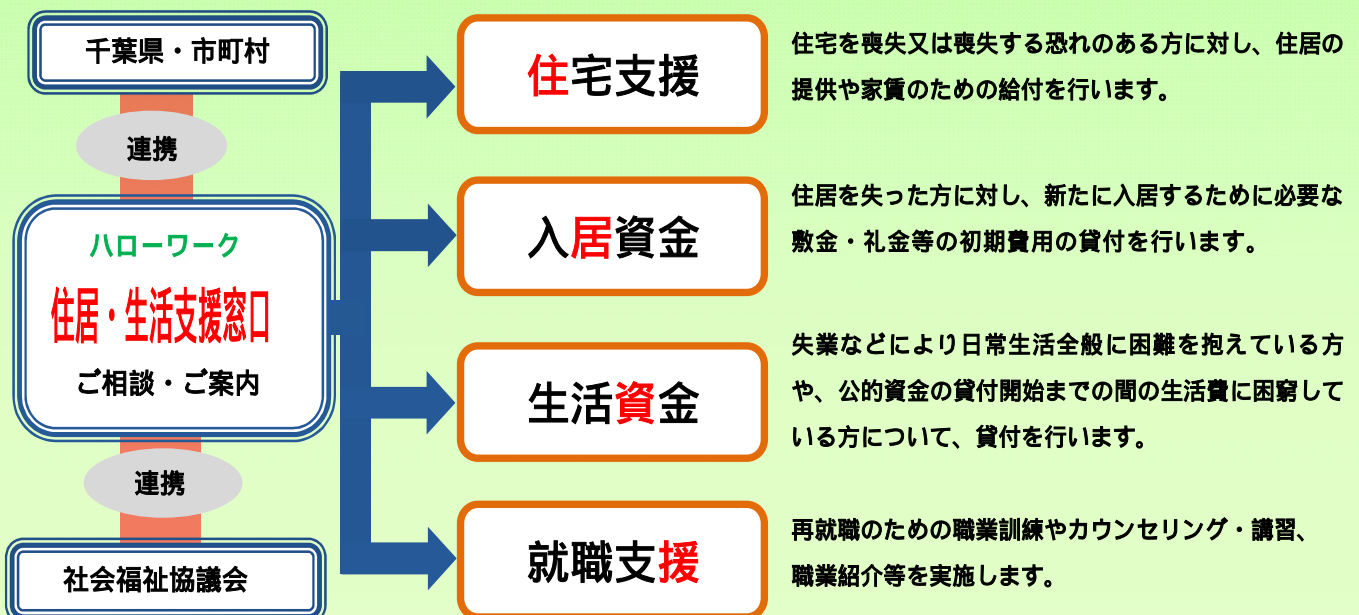 千葉県・市町村
連携
ハローワーク
住居・生活支援窓口
ご相談・ご案内
連携
社会福祉協議会
住宅支援
住宅を喪失又は喪失する恐れのある方に対し、住居の
提供や家賃のための給付を行います。
入居資金
住居を失った方に対し、新たに入居するために必要な
敷金・礼金等の初期費用の貸付を行います。
生活資金
失業などにより日常生活全般に困難を抱えている方
や、公的資金の貸付開始までの間の生活費に困窮して
いる方について、貸付を行います。
就職支援
再就職のための職業訓練やカウンセリング・講習、
職業紹介等を実施します。